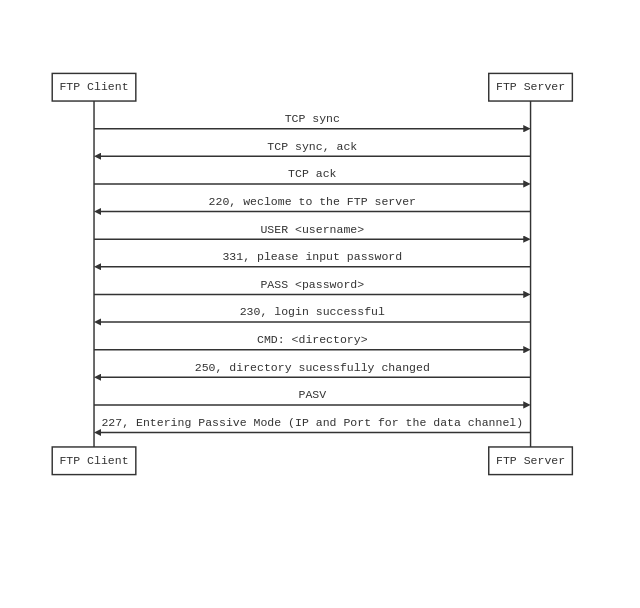 FTP Client
FTP Server
TCP sync
TCP sync, ack
TCP ack
220, weclome to the FTP server
USER <username>
331, please input password
PASS <password>
230, login successful
CMD: <directory>
250, directory sucessfully changed
PASV
227, Entering Passive Mode (IP and Port for the data channel)
FTP Client
FTP Server